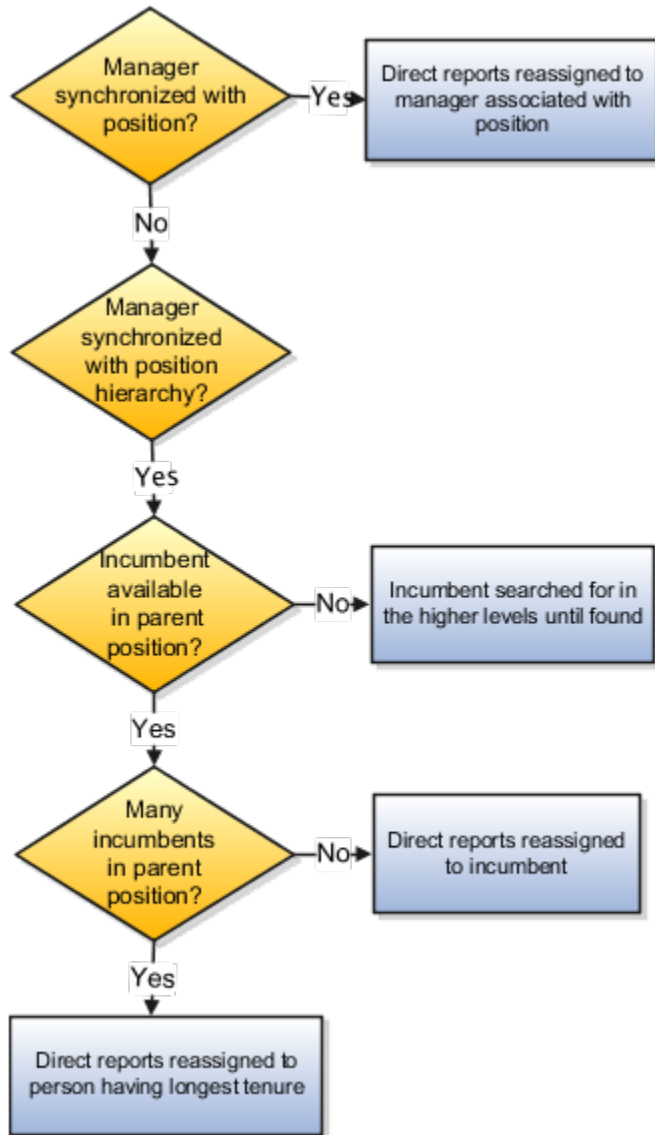 Manager
synchronized with
position?
Yes
Direct reports reassigned to
manager associated with
position
No
Manager
synchronized
with position
hierarchy?
Yes
Incumbent
available
in parent
position?
No
Incumbent searched for in
the higher levels until found
Yes
Many
incumbents
in parent
position?
No
Direct reports reassigned
to incumbent
Yes
Direct reports reassigned to
person having longest tenure